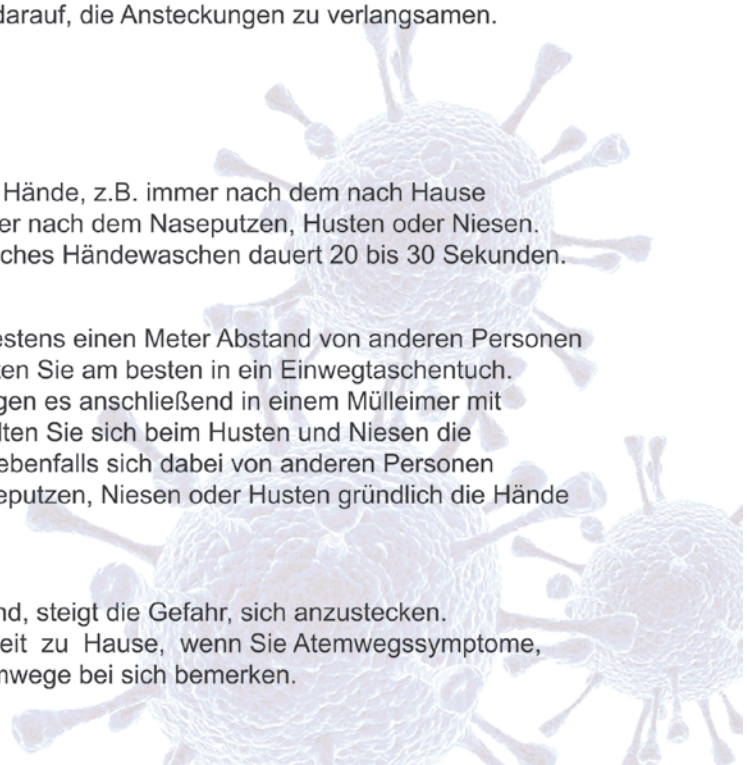 darauf, die Ansteckungen zu verlangsamen.
Hände, z.B. immer nach dem nach Hause
er nach dem Naseputzen, Husten oder Niesen.
ches Händewaschen dauert 20 bis 30 Sekunden.
estens einen Meter Abstand von anderen Personen
ten Sie am besten in ein Einwegtaschentuch.
gen es anschließend in einem Mülleimer mit
lten Sie sich beim Husten und Niesen die
ebenfalls sich dabei von anderen Personen
eputzen, Niesen oder Husten gründlich die Hände
nd, steigt die Gefahr, sich anzustecken.
eit zu Hause, wenn Sie Atemwegssymptome,
mwege bei sich bemerken.